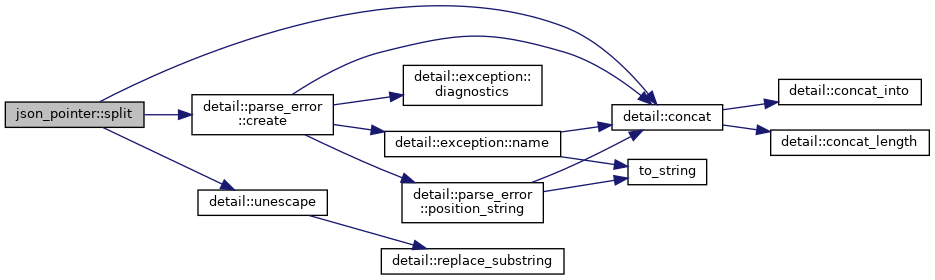 json_pointer::split
detail::parse_error
::create
detail::unescape
detail::exception::
diagnostics
detail::exception::name
detail::parse_error
::position_string
detail::replace_substring
detail::concat
to_string
detail::concat_into
detail::concat_length